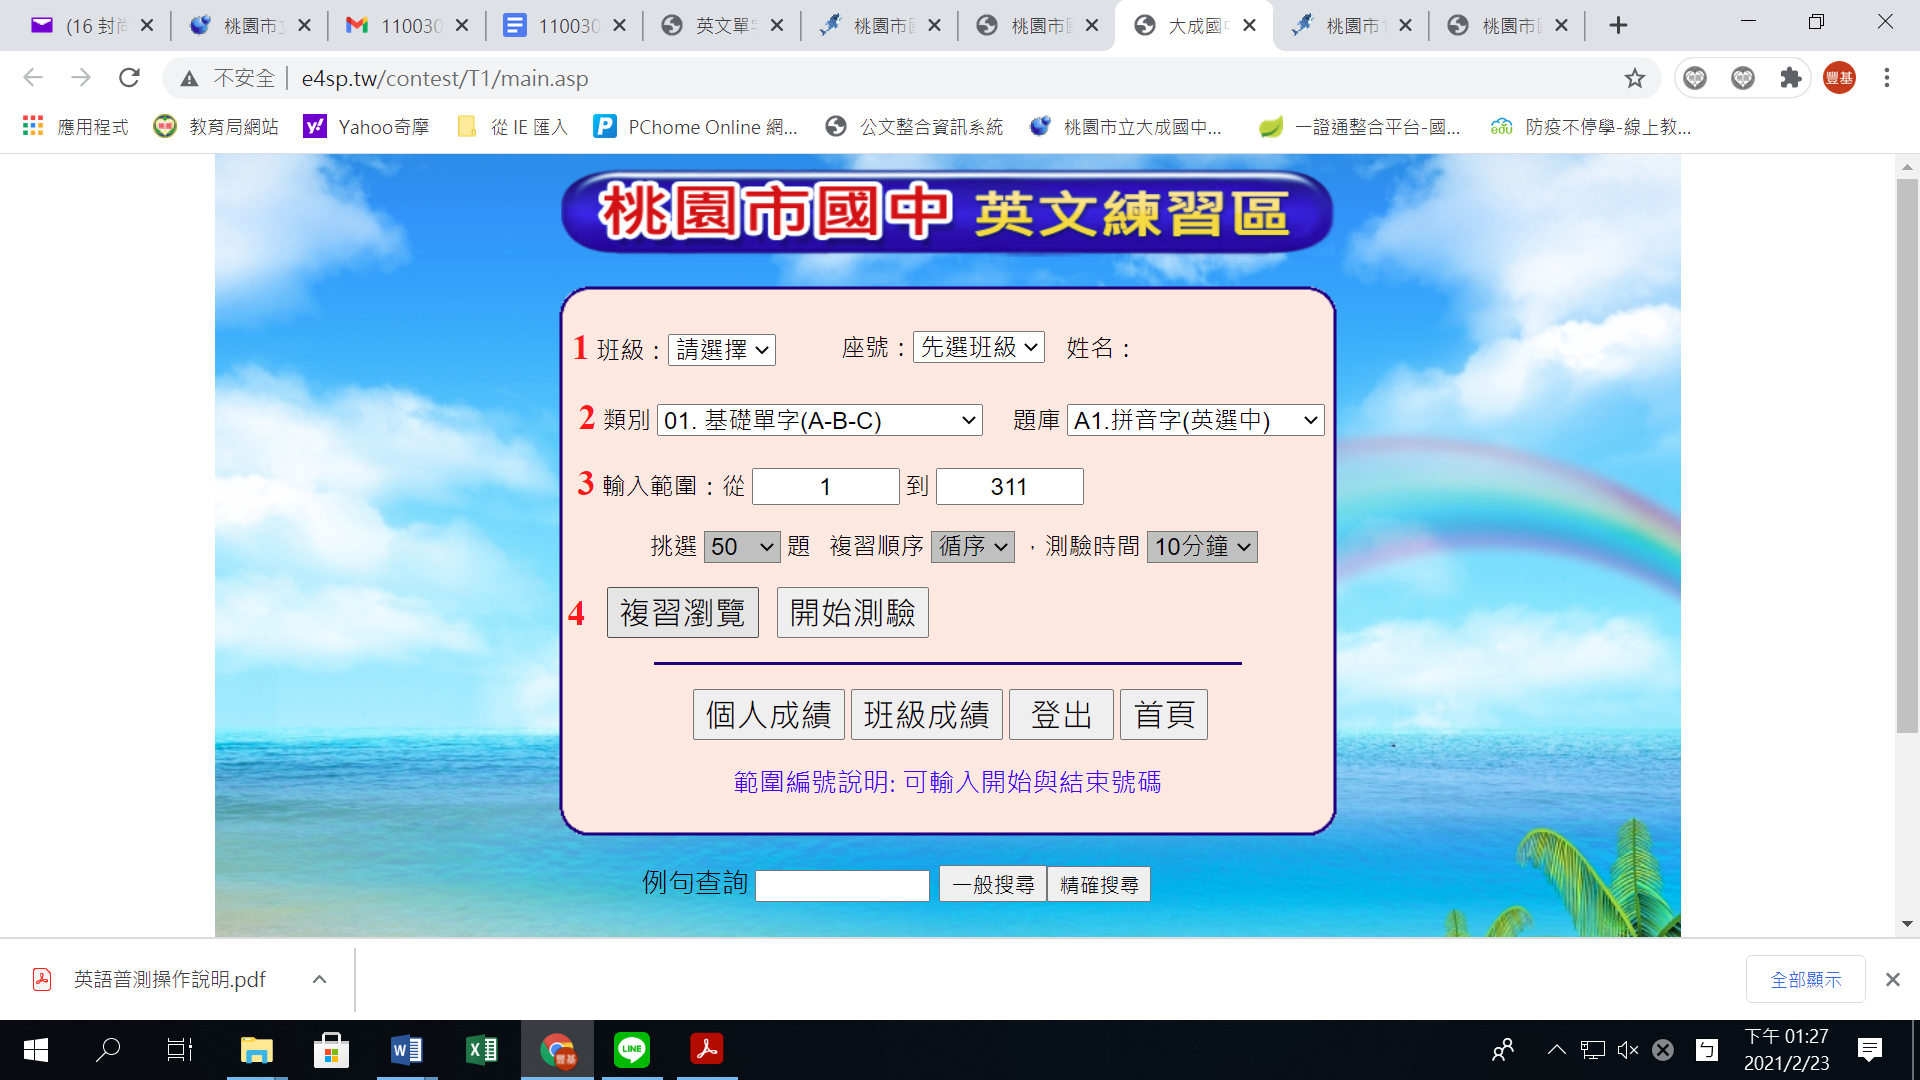 (16 封
桃園市
110030
110030
英文單
桃園市
桃園市
大成國
桃園市
桃園市
不安全 e4sp.tw/contest/T1/main.asp
豐基
應用程式 教育局網站 Yahoo奇摩 從 IE 匯入 PChome Online 網... 公文整合資訊系統 桃園市立大成國中... 一證通整合平台-國... 防疫不停學-線上教...
桃園市國中 英文練習區
1 班級：請選擇 座號：先選班級 姓名：
2 類別 01. 基礎單字(A-B-C) 題庫 A1.拼音字(英選中)
3 輸入範圍：從 1 到 311
挑選 50 題 複習順序 循序 ，測驗時間 10分鐘
4 複習瀏覽 開始測驗
個人成績 班級成績 登出 首頁
範圍編號說明: 可輸入開始與結束號碼
例句查詢 一般搜尋 精確搜尋
英語普測操作說明.pdf 全部顯示
LINE
豐基
下午 01:27
2021/2/23